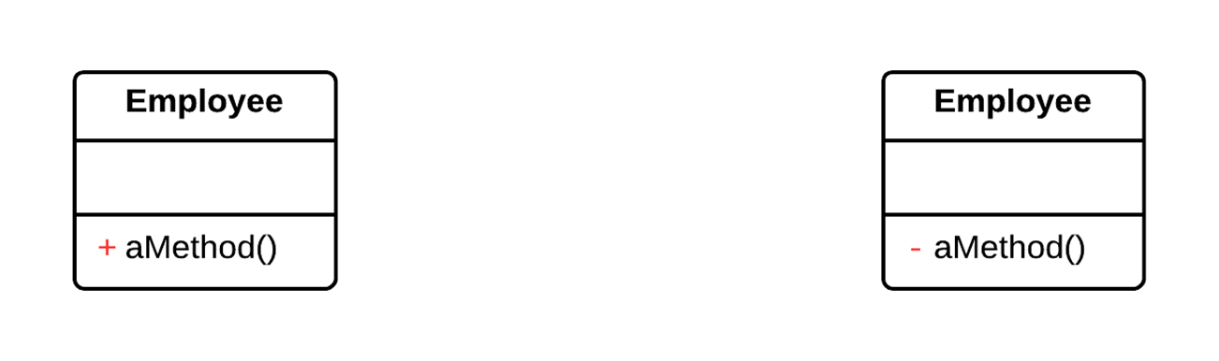 Employee
+ aMethod()
Employee
- aMethod()